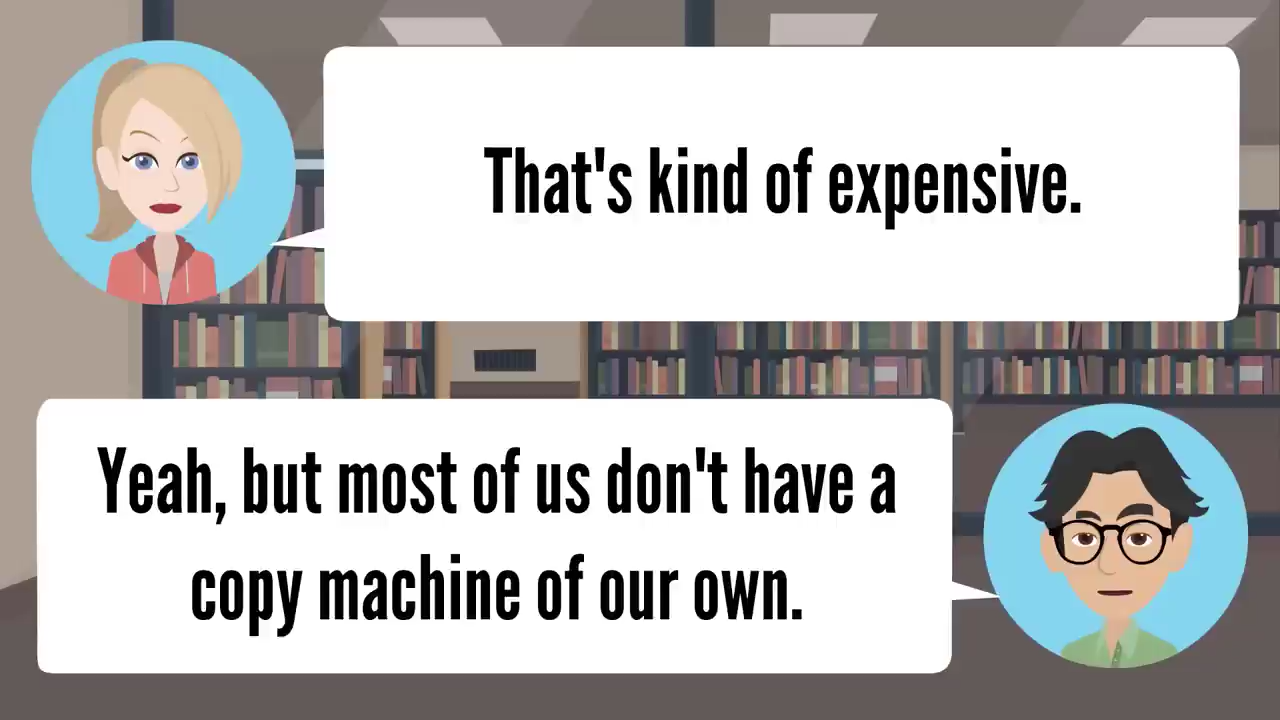 That's kind of expensive.
Yeah, but most of us don't have a
copy machine of our own.